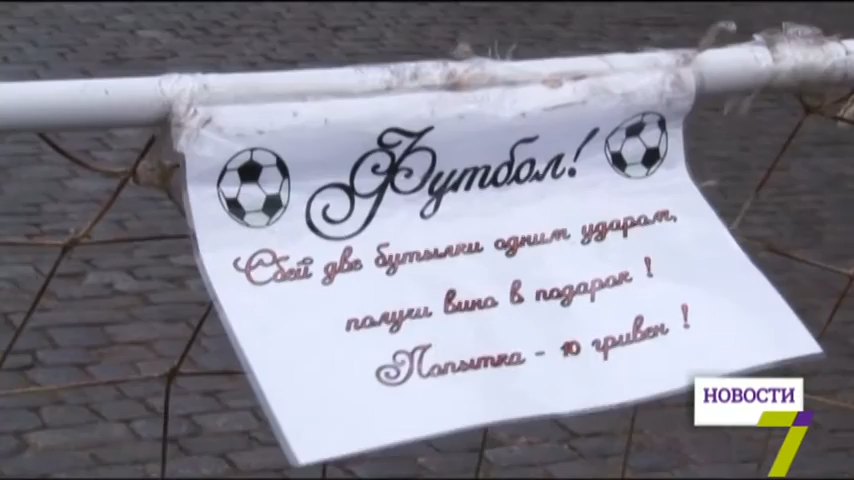 Футбол!
Сбей две бутылки одним ударом,
получи вино в подарок !
Попытка - 10 гривен !
НОВОСТИ
7